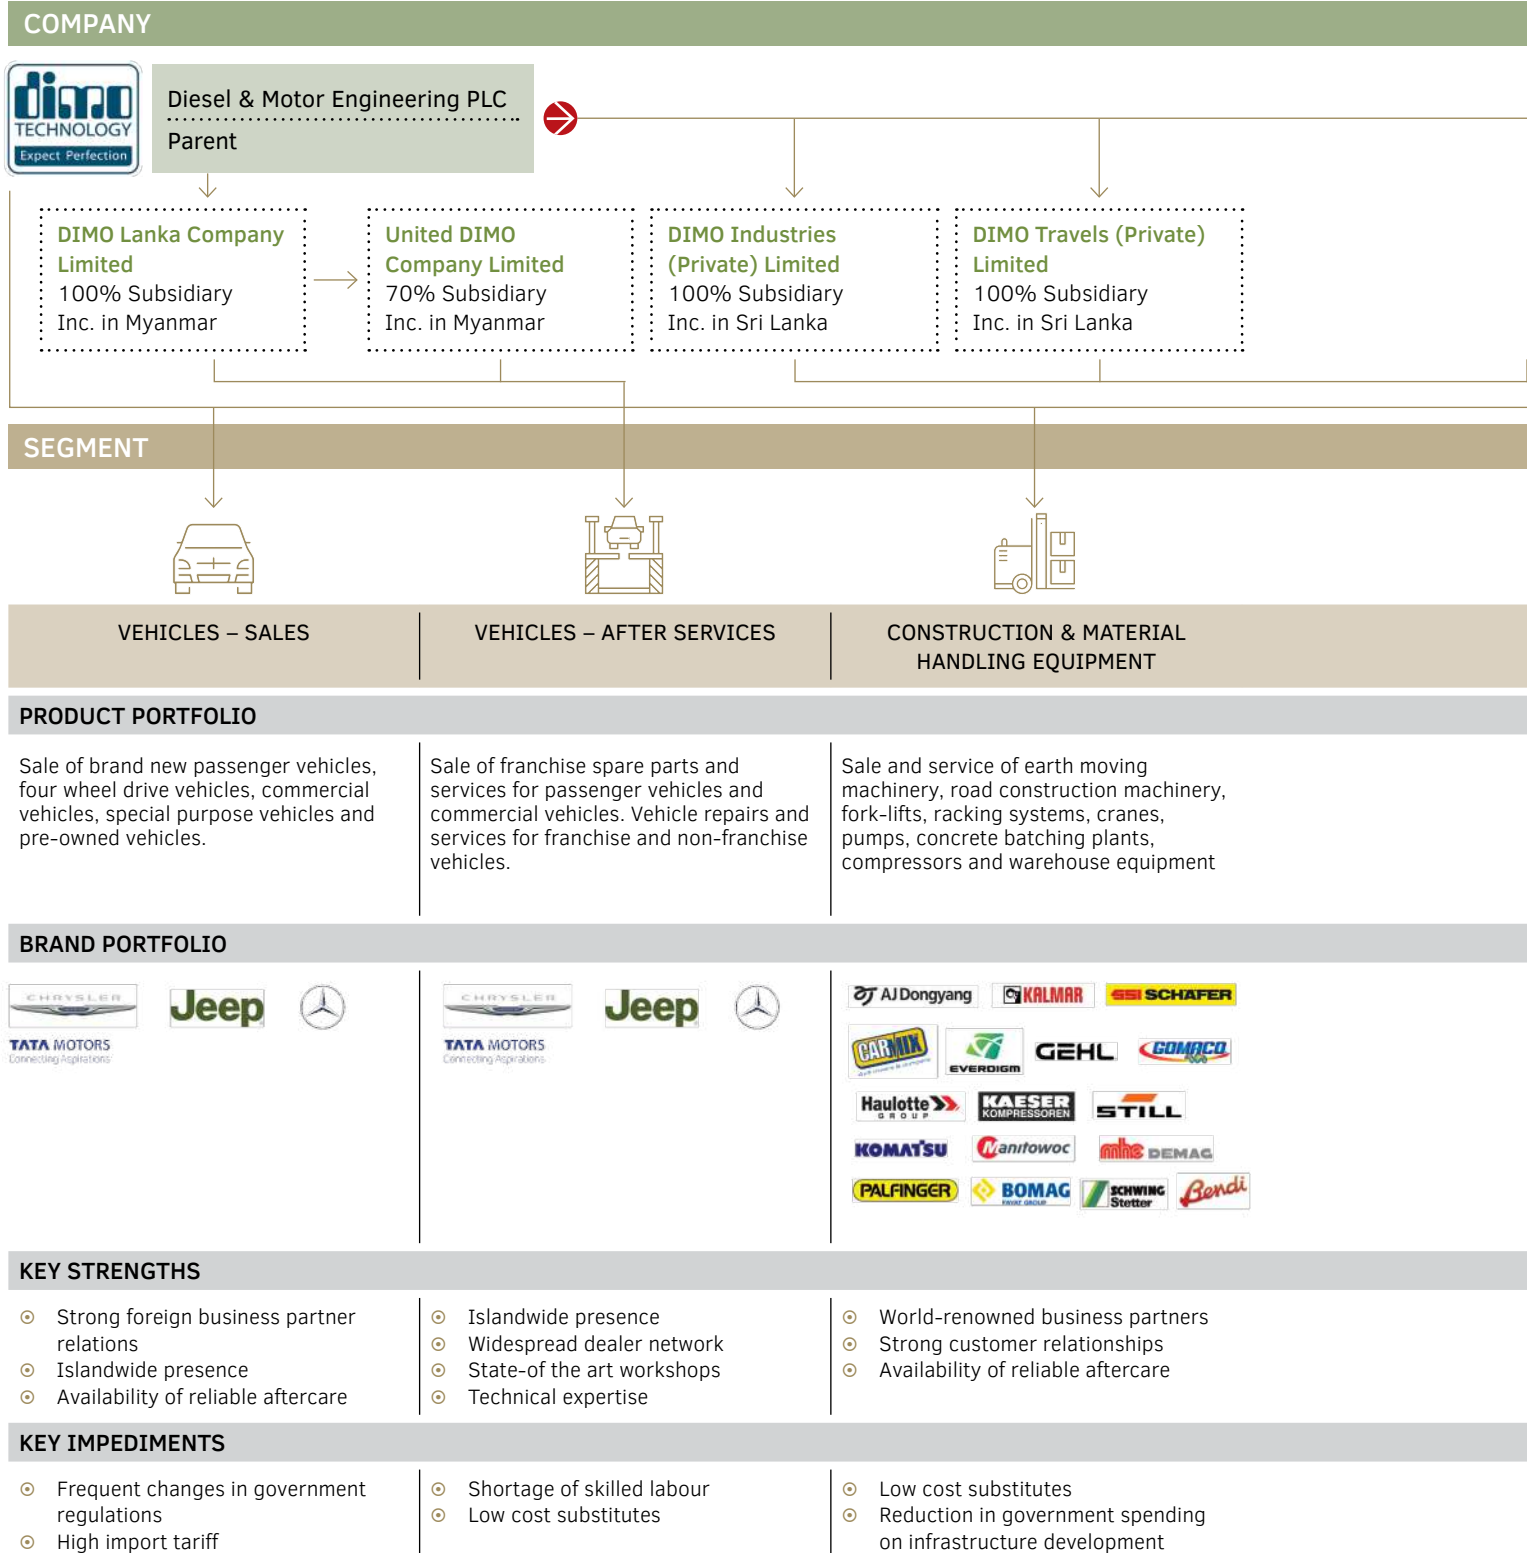 COMPANY
dimo
TECHNOLOGY
Expect Perfection
Diesel & Motor Engineering PLC
Parent
DIMO Lanka Company
Limited
100% Subsidiary
Inc. in Myanmar
United DIMO
Company Limited
70% Subsidiary
Inc. in Myanmar
DIMO Industries
(Private) Limited
100% Subsidiary
Inc. in Sri Lanka
DIMO Travels (Private)
Limited
100% Subsidiary
Inc. in Sri Lanka
SEGMENT
VEHICLES – SALES
VEHICLES – AFTER SERVICES
CONSTRUCTION & MATERIAL
HANDLING EQUIPMENT
PRODUCT PORTFOLIO
Sale of brand new passenger vehicles,
four wheel drive vehicles, commercial
vehicles, special purpose vehicles and
pre-owned vehicles.
Sale of franchise spare parts and
services for passenger vehicles and
commercial vehicles. Vehicle repairs and
services for franchise and non-franchise
vehicles.
Sale and service of earth moving
machinery, road construction machinery,
fork-lifts, racking systems, cranes,
pumps, concrete batching plants,
compressors and warehouse equipment
BRAND PORTFOLIO
CHRYSLER
Jeep
TATA MOTORS
Connecting Aspirations
CHRYSLER
Jeep
TATA MOTORS
Connecting Aspirations
AJ Dongyang
KALMAR
SSI SCHÄFER
CARMIX
EVERDIGM
GEHL
GOMACO
Haulotte
GROUP
KAESER
KOMPRESSOREN
STILL
KOMATSU
Manitowoc
mhe DEMAG
PALFINGER
BOMAG
FAYAT GROUP
SCHWING
Stetter
Bendi
KEY STRENGTHS
Strong foreign business partner
relations
Islandwide presence
Availability of reliable aftercare
Islandwide presence
Widespread dealer network
State-of the art workshops
Technical expertise
World-renowned business partners
Strong customer relationships
Availability of reliable aftercare
KEY IMPEDIMENTS
Frequent changes in government
regulations
High import tariff
Shortage of skilled labour
Low cost substitutes
Low cost substitutes
Reduction in government spending
on infrastructure development